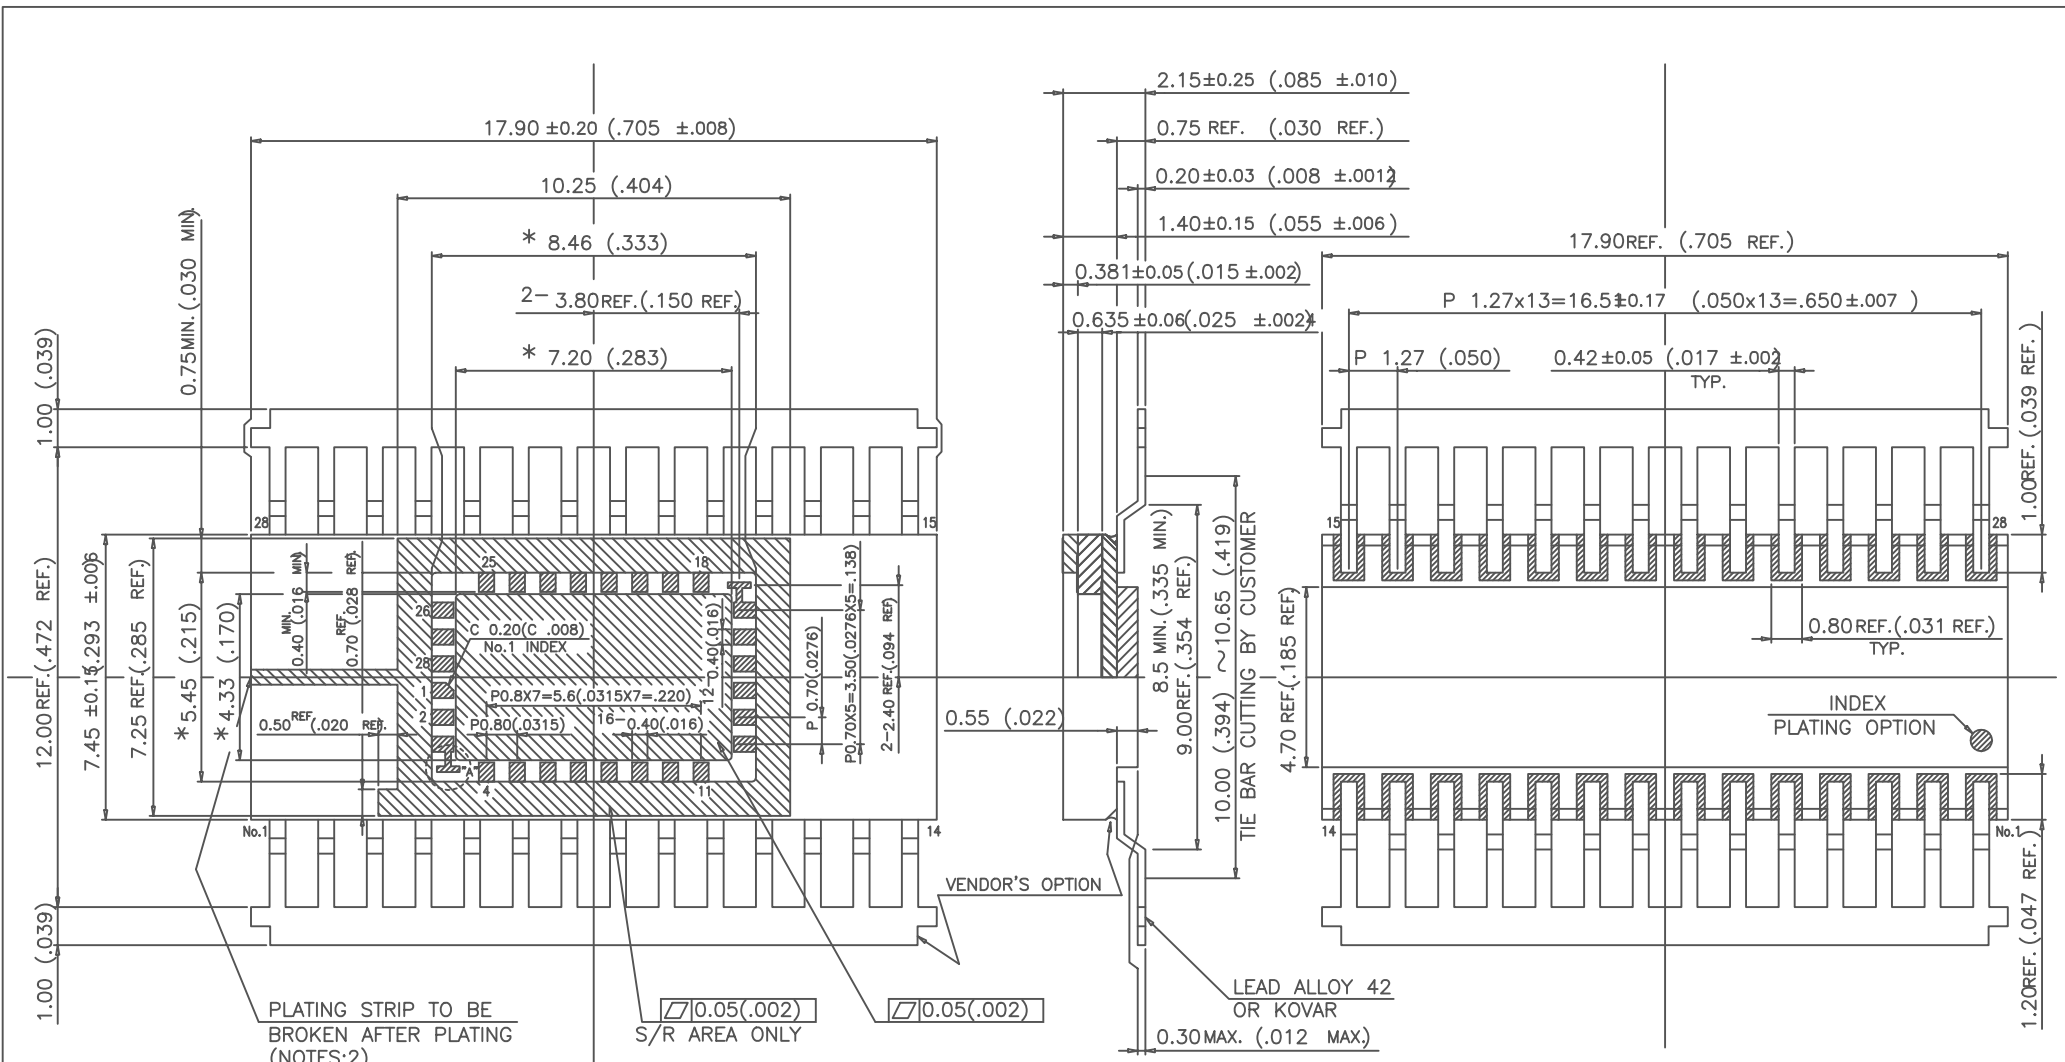 17.90 ±0.20 (.705 ±.008)
10.25 (.404)
* 8.46 (.333)
2- 3.80REF.(.150 REF.)
* 7.20 (.283)
0.75MIN.(.030 MIN).
1.00 (.039)
12.00REF.(.472 REF.)
7.45 ±0.15(.293 ±.006
7.25 REF.(.285 REF.)
*5.45 (.215)
*4.33 (.170)
1.00 (.039)
28
15
MIN.
0.40 (.016 MIN)
REF.
0.70 (.028 REF.
25
18
26
28
1
2
4
11
C 0.20(C .008)
No.1 INDEX
P0.8X7=5.6(.0315X7=.220)
P0.80(.0315)
16-0.40(.016)
12-0.40(.016)
P 0.70(.0276)
P0.70X5=3.50(.0276X5=.138)
2-2.40 REF.(.094 REF)
0.50REF.(.020 REF.
"A"
No.1
14
PLATING STRIP TO BE
BROKEN AFTER PLATING
(NOTES:2)
0.05(.002)
S/R AREA ONLY
0.05(.002)
VENDOR'S OPTION
2.15±0.25 (.085 ±.010)
0.75 REF. (.030 REF.)
0.20±0.03 (.008 ±.0012
1.40±0.15 (.055 ±.006)
0.381±0.05(.015 ±.002)
0.635 ±0.06(.025 ±.0024
0.55 (.022)
8.5 MIN.(.335 MIN.)
9.00REF.(.354 REF.)
10.00 (.394) ~10.65 (.419)
TIE BAR CUTTING BY CUSTOMER
LEAD ALLOY 42
OR KOVAR
0.30MAX. (.012 MAX.)
17.90REF. (.705 REF.)
P 1.27x13=16.51±0.17 (.050x13=.650±.007 )
P 1.27 (.050)
0.42±0.05 (.017 ±.002
TYP.
1.00REF.(.039 REF.)
15
28
4.70REF.(.185 REF.)
0.80REF.(.031 REF.)
TYP.
INDEX
PLATING OPTION
14
No.1
1.20REF.(.047 REF.)